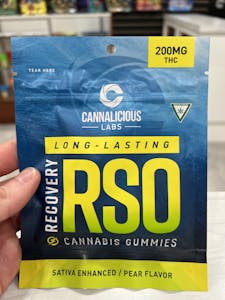 200MG
THC
TEAR HERE
CANNALICIOUS
LABS
LONG-LASTING
RECOVERY
RSO
CANNABIS GUMMIES
SATIVA ENHANCED / PEAR FLAVOR